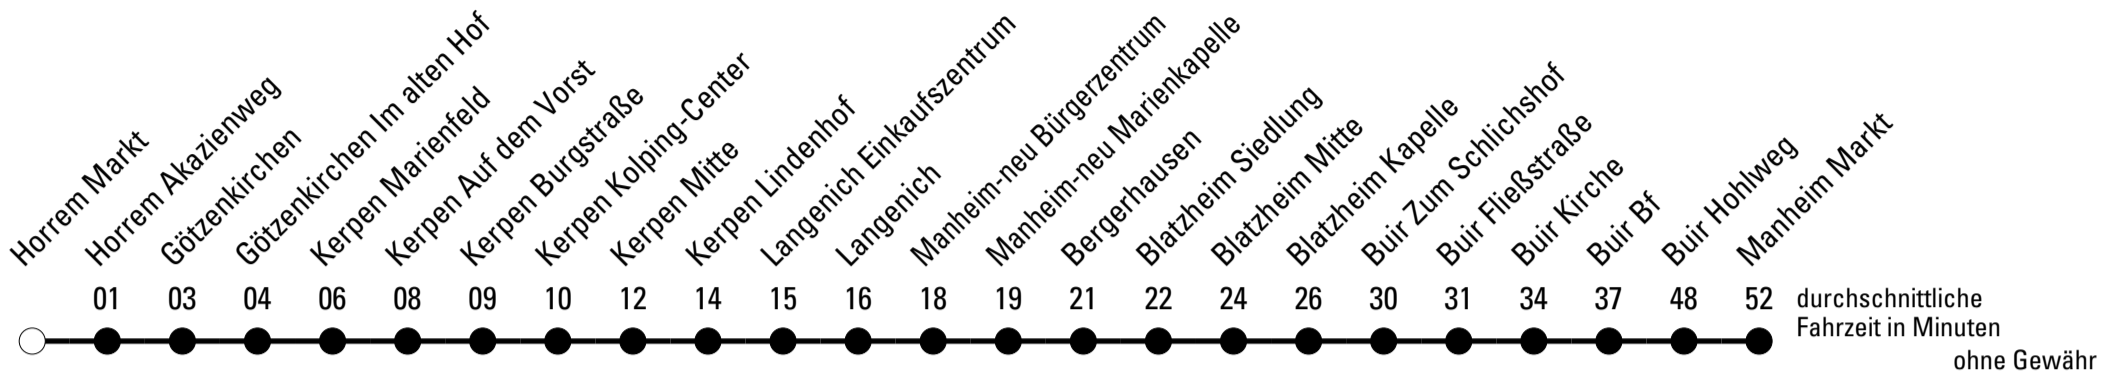 Horrem Markt
Horrem Akazienweg
Götzenkirchen
Götzenkirchen Im alten Hof
Kerpen Marienfeld
Kerpen Auf dem Vorst
Kerpen Burgstraße
Kerpen Kolping-Center
Kerpen Mitte
Kerpen Lindenhof
Langenich Einkaufszentrum
Langenich
Manheim-neu Bürgerzentrum
Manheim-neu Marienkapelle
Bergerhausen
Blatzheim Siedlung
Blatzheim Mitte
Blatzheim Kapelle
Buir Zum Schlichshof
Buir Fließstraße
Buir Kirche
Buir Bf
Buir Hohlweg
Manheim Markt
01 03 04 06 08 09 10 12 14 15 16 18 19 21 22 24 26 30 31 34 37 48 52
durchschnittliche
Fahrzeit in Minuten
ohne Gewähr